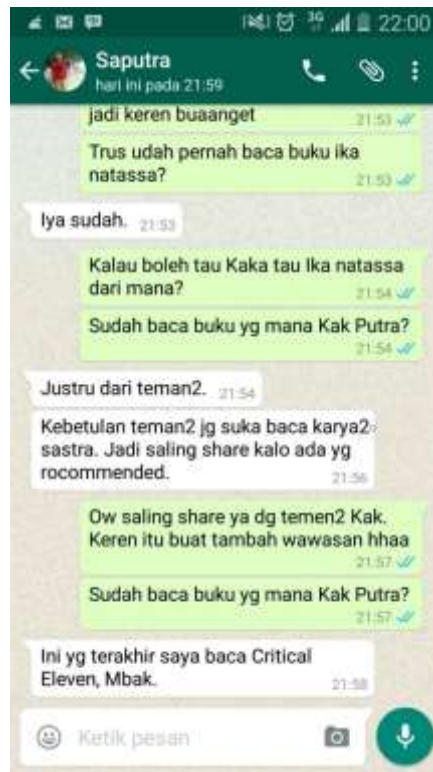 3G 22:00
Saputra
hari ini pada 21:59
jadi keren buaanget
21:53
Trus udah pernah baca buku ika
natassa?
21:53
Iya sudah. 21:53
Kalau boleh tau Kaka tau Ika natassa
dari mana?
21:54
Sudah baca buku yg mana Kak Putra?
21:54
Justru dari teman2. 21:54
Kebetulan teman2 jg suka baca karya2
sastra. Jadi saling share kalo ada yg
rocommended.
21:56
Ow saling share ya dg temen2 Kak.
Keren itu buat tambah wawasan hhaa
21:57
Sudah baca buku yg mana Kak Putra?
21:57
Ini yg terakhir saya baca Critical
Eleven, Mbak.
21:58
Ketik pesan